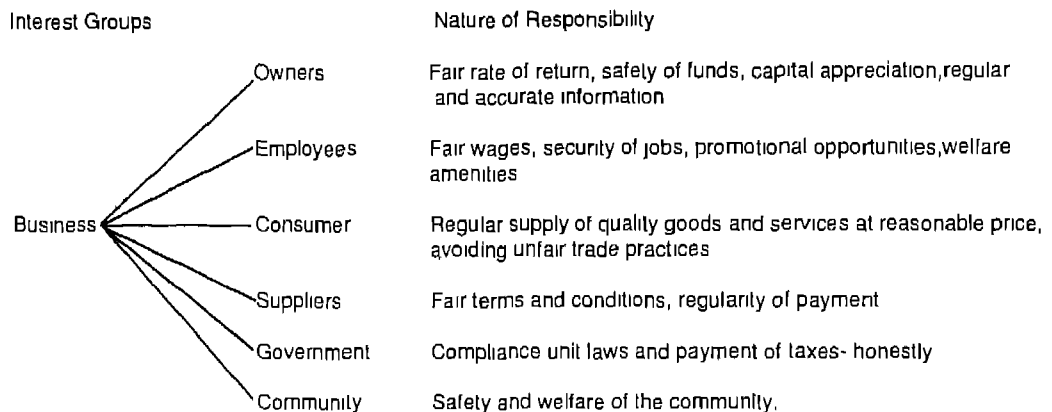 Interest Groups Nature of Responsibility
Owners Fair rate of return, safety of funds, capital appreciation,regular
and accurate information
Employees Fair wages, security of jobs, promotional opportunities,welfare
amenities
Business Consumer Regular supply of quality goods and services at reasonable price,
avoiding unfair trade practices
Suppliers Fair terms and conditions, regularity of payment
Government Compliance unit laws and payment of taxes- honestly
Community Safety and welfare of the community.